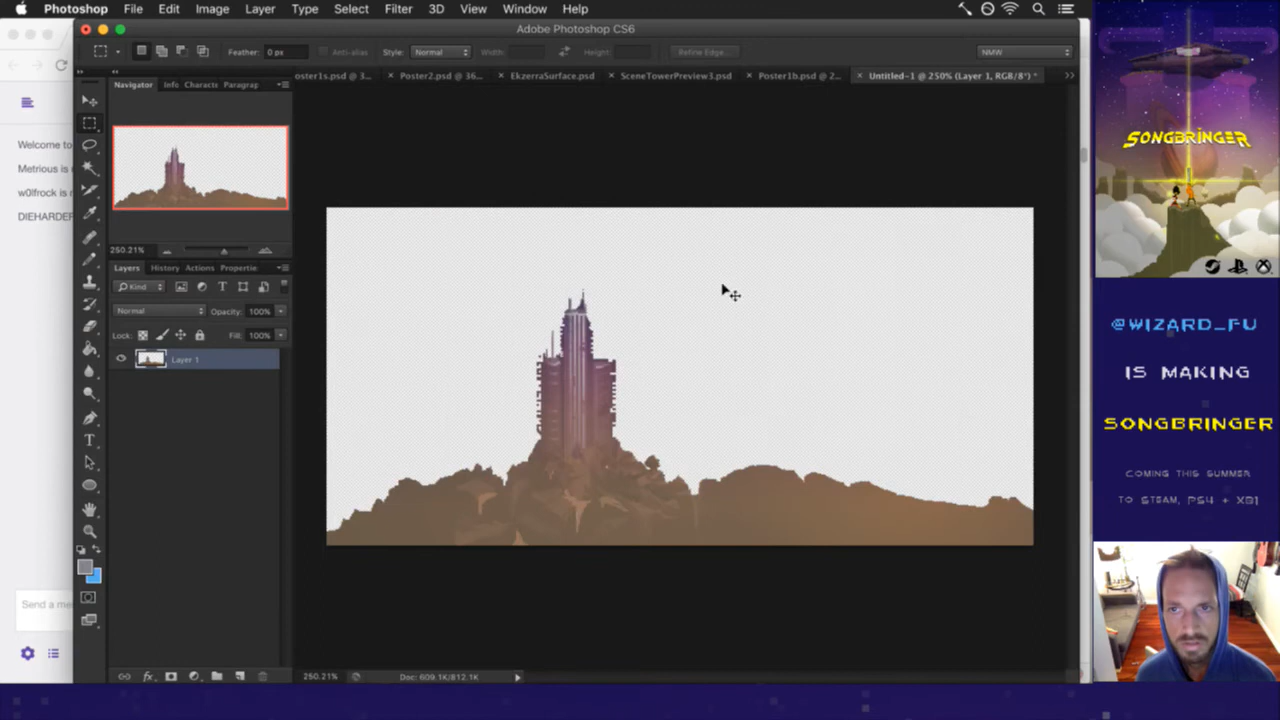 Photoshop File Edit Image Layer Type Select Filter 3D View Window Help
Adobe Photoshop CS6
Feather: 0 px Anti-alias Style: Normal Width: Height: Refine Edge... NMW
oster1s.psd @ 3... Poster2.psd @ 36... EkzerraSurface.psd SceneTowerPreview3.psd Poster1b.psd @ 2... Untitled-1 @ 250% (Layer 1, RGB/8*) *
Navigator Info Characte Paragrap
Welcome to
Metrious is
w0lfrock is
DIEHARDER
250.21%
Layers History Actions Propertie
Kind
Normal Opacity: 100%
Lock: Fill: 100%
Layer 1
Send a me
250.21% Doc: 609.1K/812.1K
SONGBRINGER
@WIZARD_FU
IS MAKING
SONGBRINGER
COMING THIS SUMMER
TO STEAM, PS4 + XB1